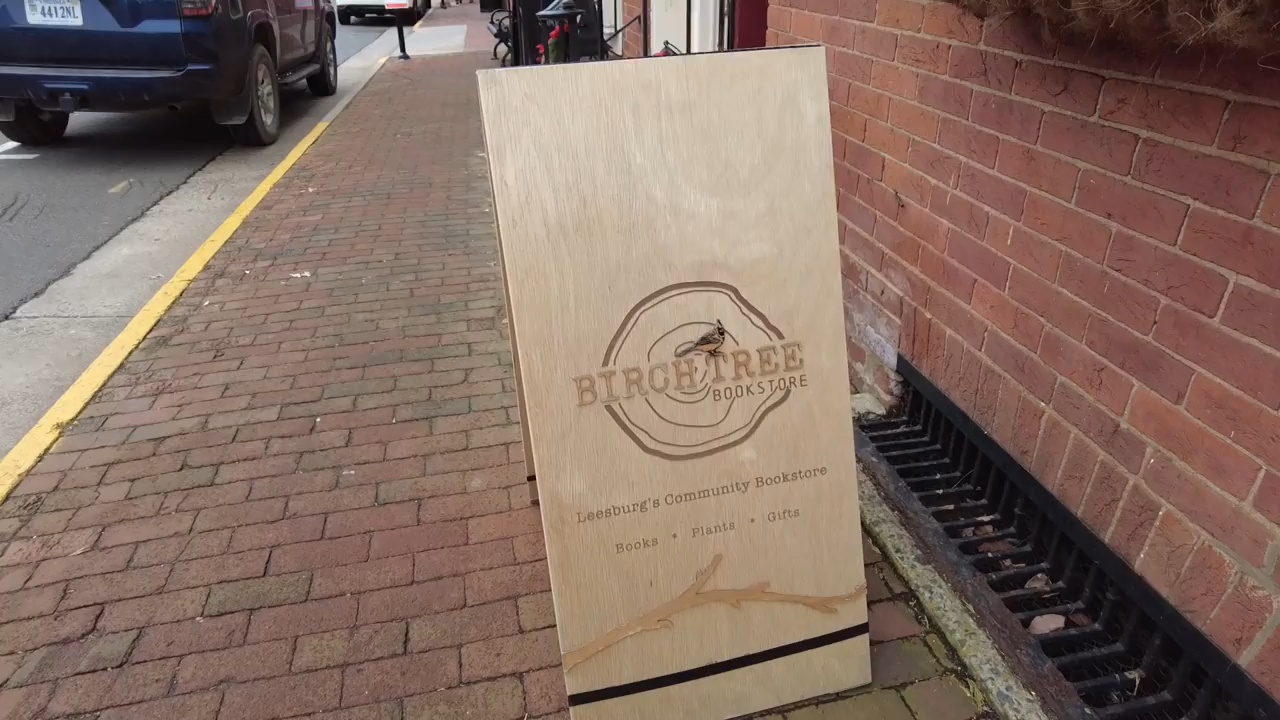 4412NL
BIRCH TREE
BOOKSTORE
Leesburg's Community Bookstore
Books * Plants * Gifts